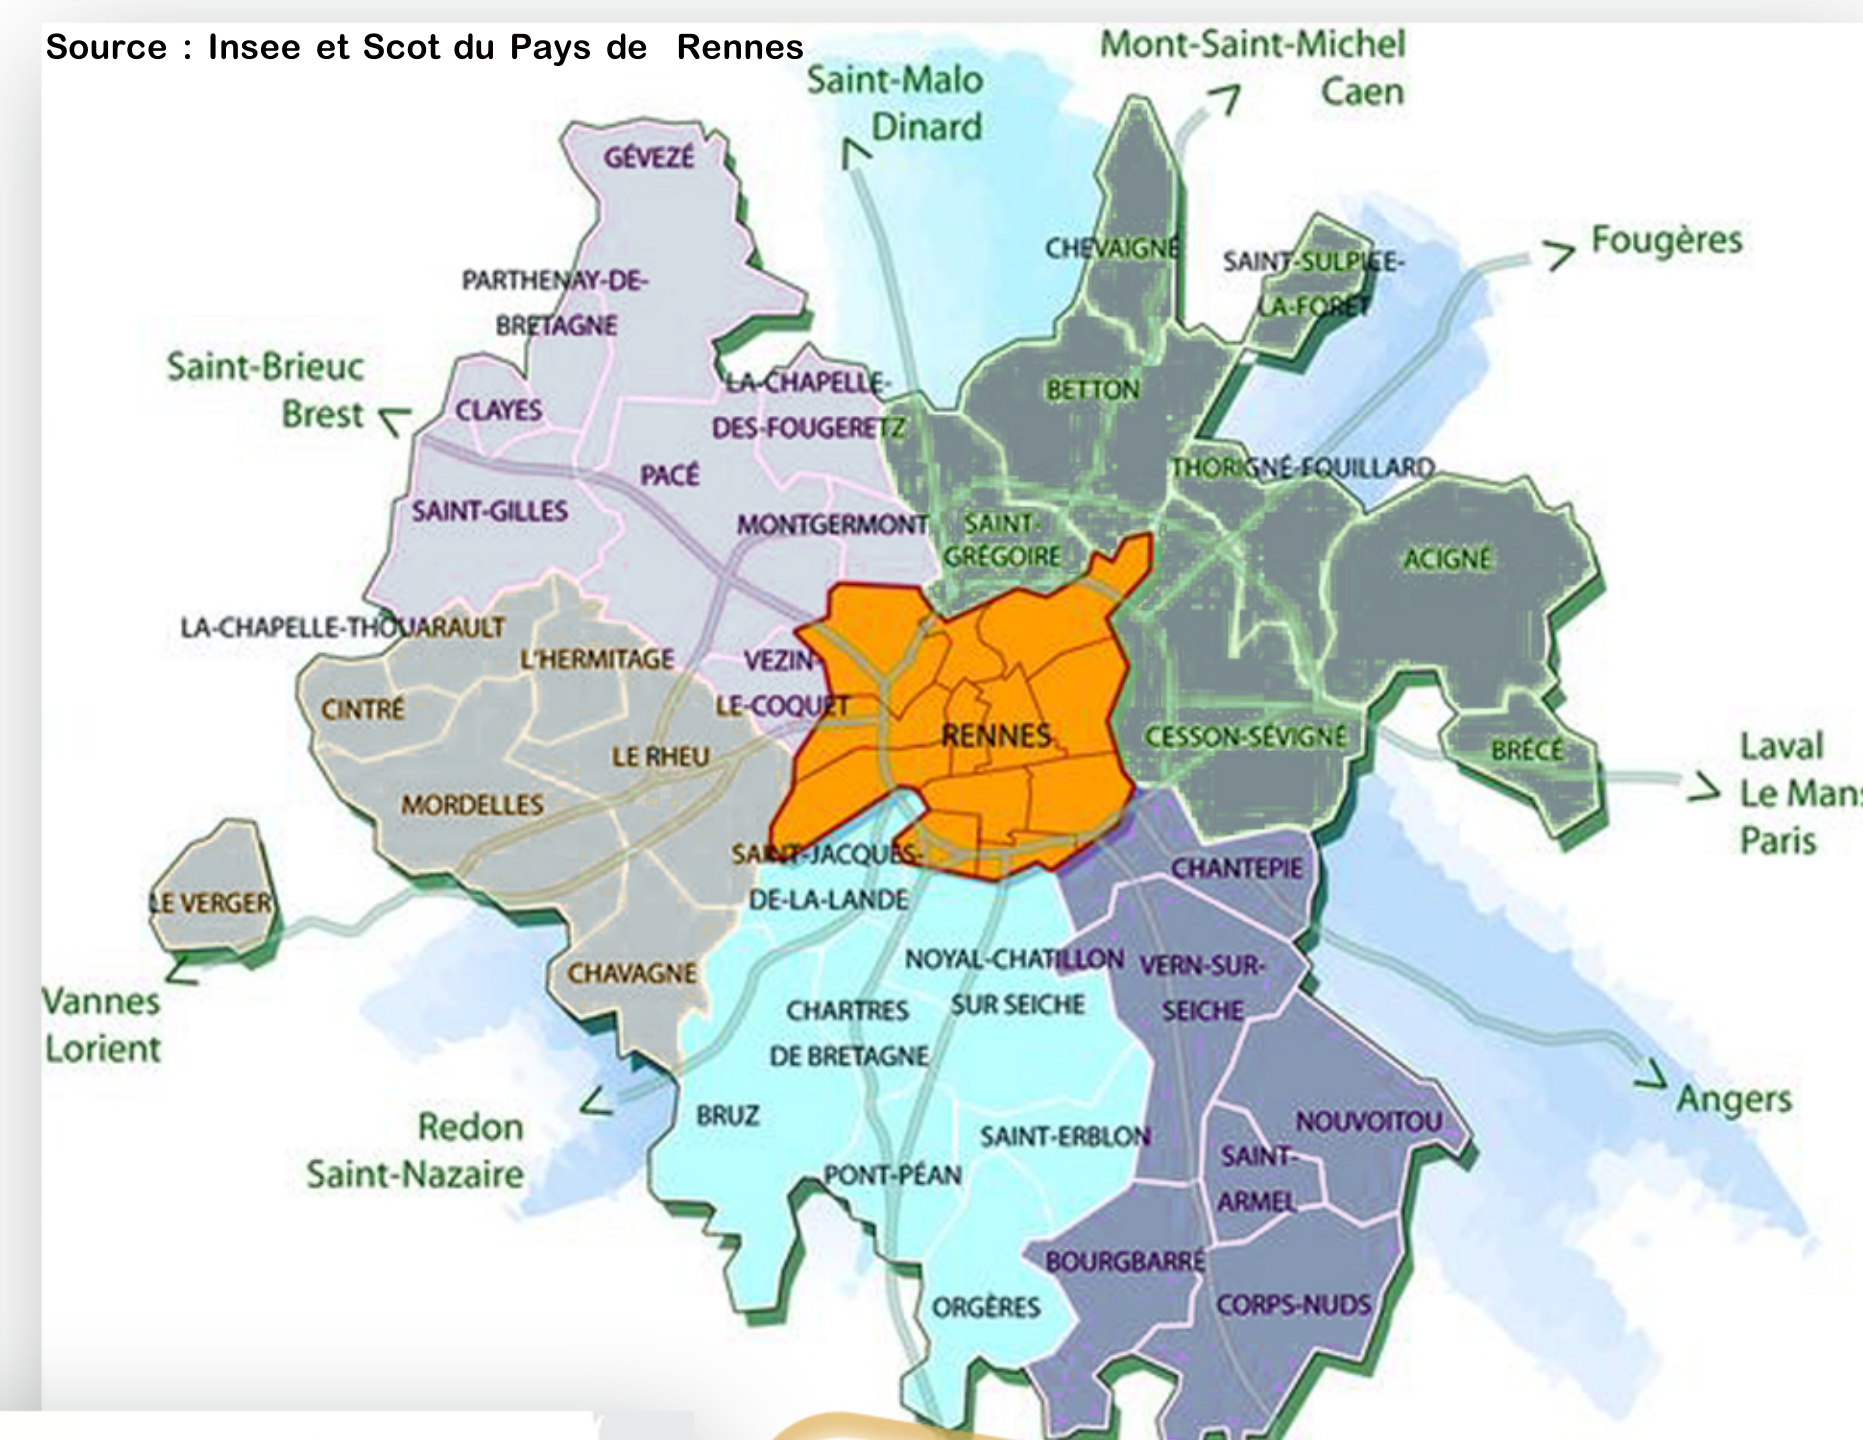 Source : Insee et Scot du Pays de Rennes
Mont-Saint-Michel
Caen
Saint-Malo
Dinard
GÉVEZÉ
CHEVAIGNÉ
SAINT-SULPICE-
LA-FORÊT
Fougères
PARTHENAY-DE-
BRETAGNE
Saint-Brieuc
Brest
CLAYES
LA-CHAPELLE-
DES-FOUGERETZ
BETTON
PACÉ
THORIGNÉ-FOUILLARD
SAINT-GILLES
MONTGERMONT
SAINT-
GRÉGOIRE
ACIGNÉ
LA-CHAPELLE-THOUARAULT
L'HERMITAGE
VEZIN-
LE-COQUET
CINTRÉ
LE RHEU
RENNES
CESSON-SÉVIGNÉ
BRÉCÉ
Laval
Le Mans
Paris
MORDELLES
SAINT-JACQUES-
DE-LA-LANDE
CHANTEPIE
LE VERGER
CHAVAGNE
NOYAL-CHATILLON
SUR SEICHE
VERN-SUR-
SEICHE
Vannes
Lorient
CHARTRES
DE BRETAGNE
Redon
Saint-Nazaire
BRUZ
SAINT-ERBLON
NOUVOITOU
Angers
PONT-PÉAN
SAINT-
ARMEL
BOURGBARRÉ
ORGÈRES
CORPS-NUDS